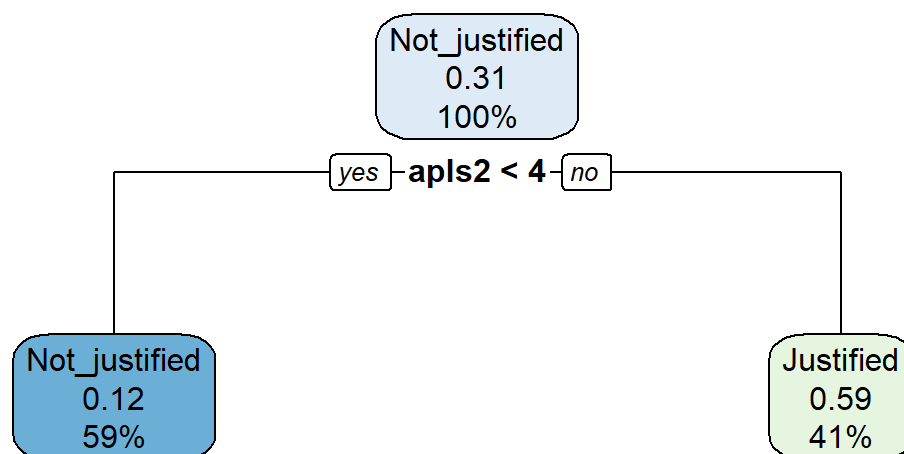 Not_justified
0.31
100%
yes apls2 < 4 no
Not_justified
0.12
59%
Justified
0.59
41%